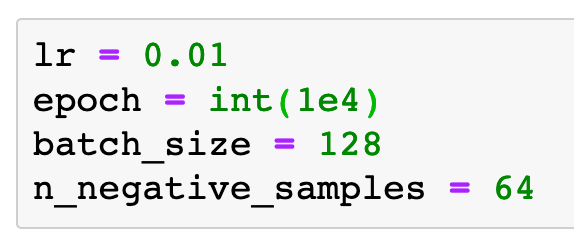 lr = 0.01
epoch = int(1e4)
batch_size = 128
n_negative_samples = 64